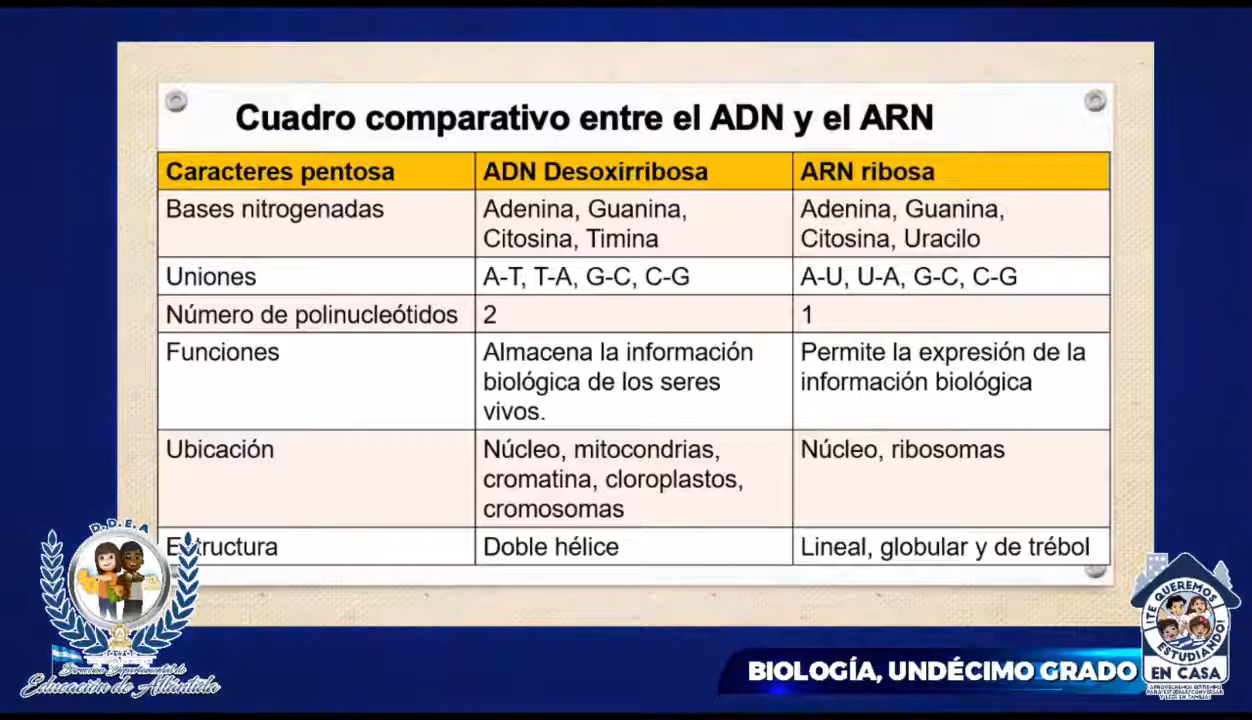 Cuadro comparativo entre el ADN y el ARN
Caracteres pentosa
ADN Desoxirribosa
ARN ribosa
Bases nitrogenadas
Adenina, Guanina,
Citosina, Timina
Adenina, Guanina,
Citosina, Uracilo
Uniones
A-T, T-A, G-C, C-G
A-U, U-A, G-C, C-G
Número de polinucleótidos
2
1
Funciones
Almacena la información
biológica de los seres
vivos.
Permite la expresión de la
información biológica
Ubicación
Núcleo, mitocondrias,
cromatina, cloroplastos,
cromosomas
Núcleo, ribosomas
Estructura
Doble hélice
Lineal, globular y de trébol
D.D.E.A
Dirección Departamental de
Educación de Atlántida
BIOLOGÍA, UNDÉCIMO GRADO
¡TE QUEREMOS
ESTUDIANDO!
EN CASA